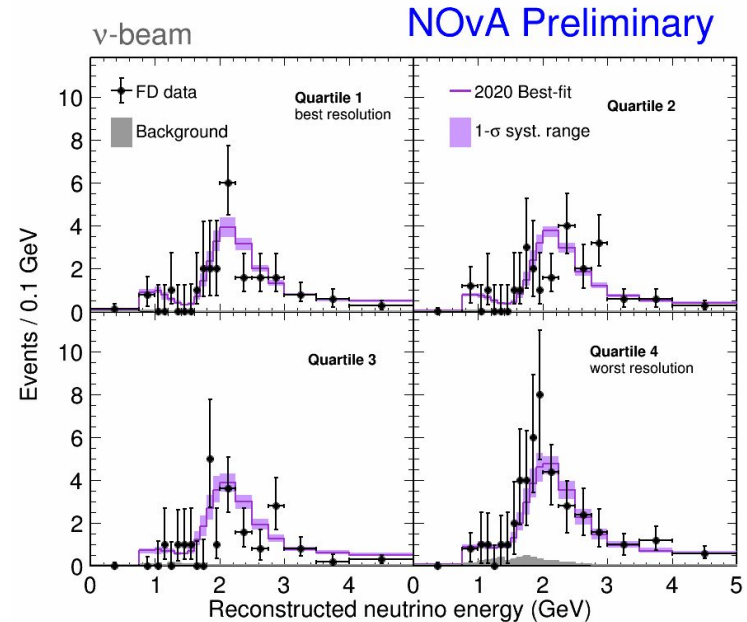 ν-beam
NOvA Preliminary
FD data
Background
Quartile 1
best resolution
2020 Best-fit
1-σ syst. range
Quartile 2
Quartile 3
Quartile 4
worst resolution
Events / 0.1 GeV
10
8
6
4
2
0
10
8
6
4
2
0
0 1 2 3 4
0 1 2 3 4 5
Reconstructed neutrino energy (GeV)